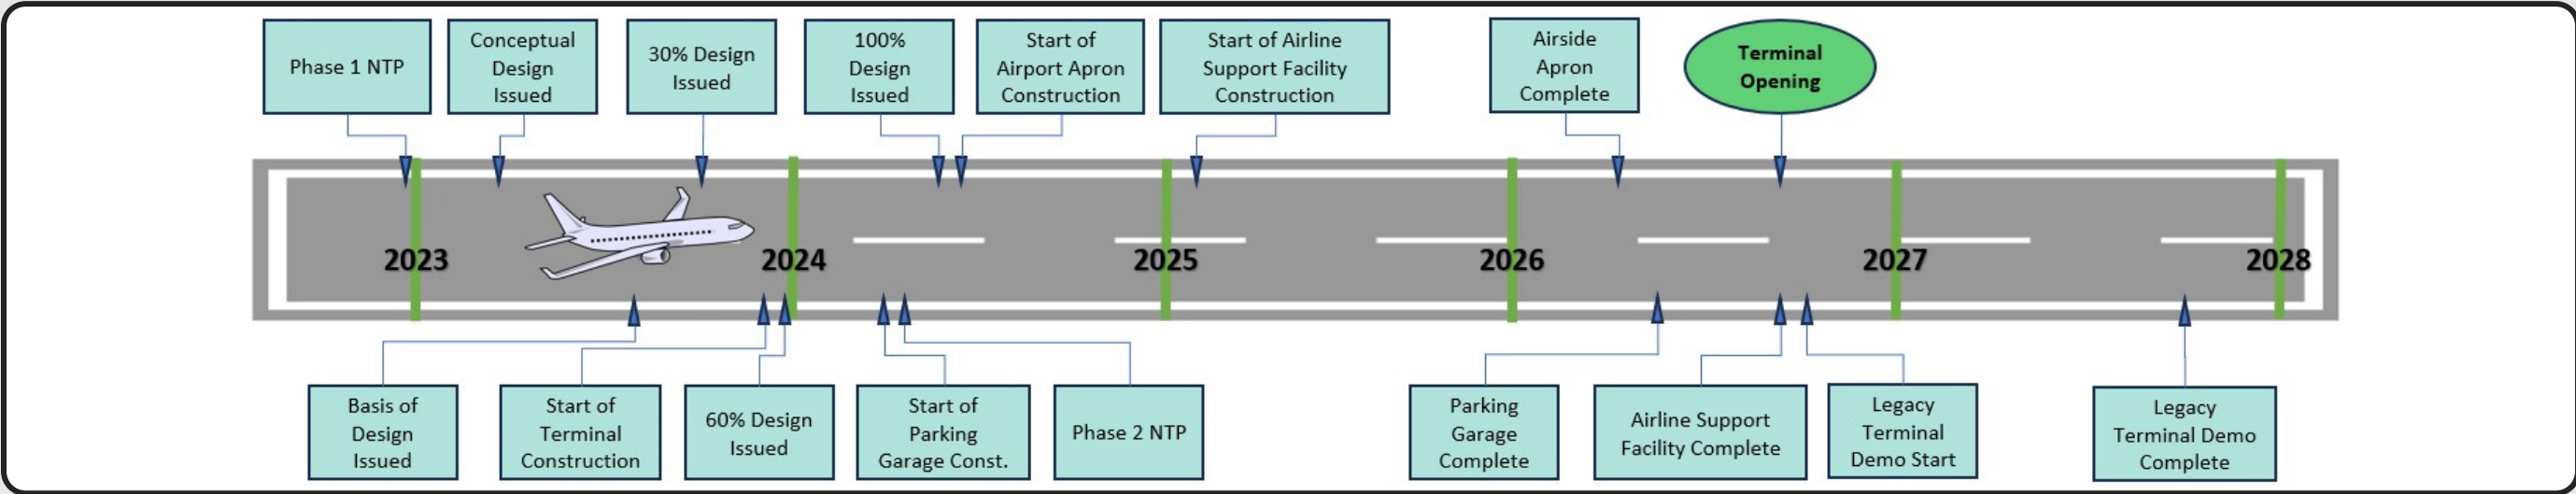 Phase 1 NTP
Conceptual
Design
Issued
30% Design
Issued
100%
Design
Issued
Start of
Airport Apron
Construction
Start of Airline
Support Facility
Construction
Airside
Apron
Complete
Terminal
Opening
2023
2024
2025
2026
2027
2028
Basis of
Design
Issued
Start of
Terminal
Construction
60% Design
Issued
Start of
Parking
Garage Const.
Phase 2 NTP
Parking
Garage
Complete
Airline Support
Facility Complete
Legacy
Terminal
Demo Start
Legacy
Terminal Demo
Complete